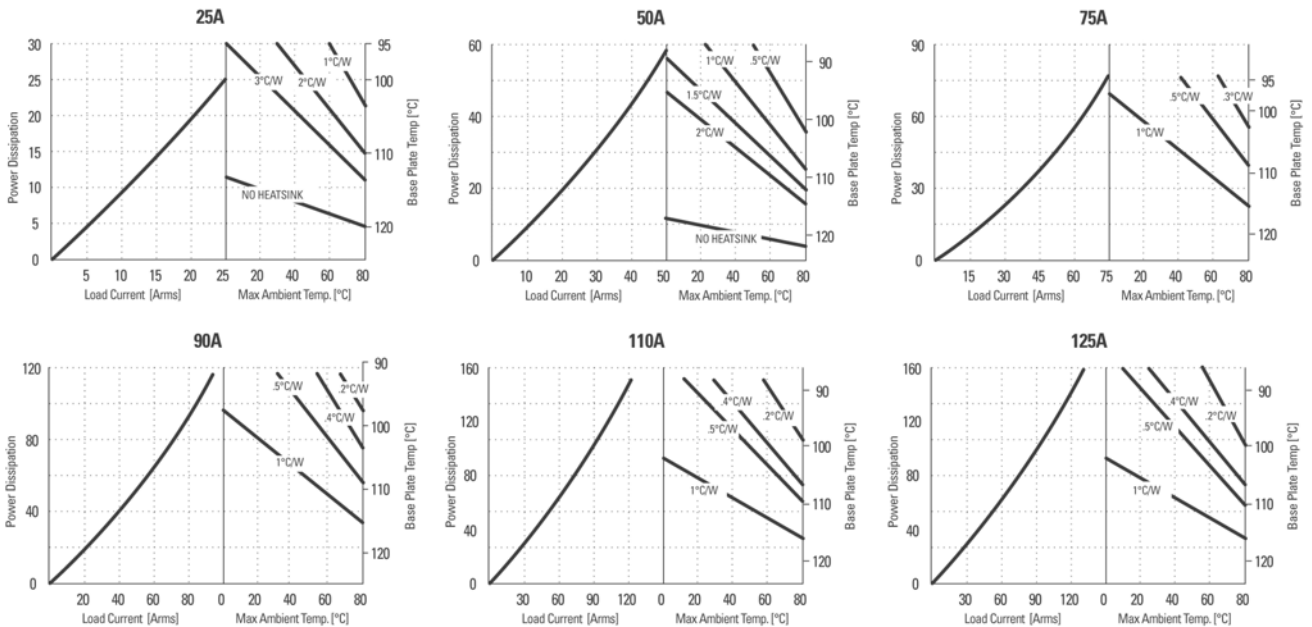 25A
30
25
20
15
10
5
0
Power Dissipation
3°C/W
2°C/W
1°C/W
NO HEATSINK
95
100
110
120
Base Plate Temp [°C]
5 10 15 20 25 20 40 60 80
Load Current [Arms] Max Ambient Temp. [°C]
50A
60
40
20
0
Power Dissipation
1°C/W
.5°C/W
1.5°C/W
2°C/W
NO HEATSINK
90
100
110
120
Base Plate Temp [°C]
10 20 30 40 50 20 40 60 80
Load Current [Arms] Max Ambient Temp. [°C]
75A
90
60
30
0
Power Dissipation
.5°C/W
.3°C/W
1°C/W
95
100
110
120
Base Plate Temp [°C]
15 30 45 60 75 20 40 60 80
Load Current [Arms] Max Ambient Temp. [°C]
90A
120
80
40
0
Power Dissipation
.5°C/W
.2°C/W
.4°C/W
1°C/W
90
100
110
120
Base Plate Temp [°C]
20 40 60 80 0 20 40 60 80
Load Current [Arms] Max Ambient Temp. [°C]
110A
160
120
80
40
0
Power Dissipation
.4°C/W
.2°C/W
.5°C/W
1°C/W
90
100
110
120
Base Plate Temp [°C]
30 60 90 120 0 20 40 60 80
Load Current [Arms] Max Ambient Temp. [°C]
125A
160
120
80
40
0
Power Dissipation
.4°C/W
.2°C/W
.5°C/W
1°C/W
90
100
110
120
Base Plate Temp [°C]
30 60 90 120 0 20 40 60 80
Load Current [Arms] Max Ambient Temp. [°C]